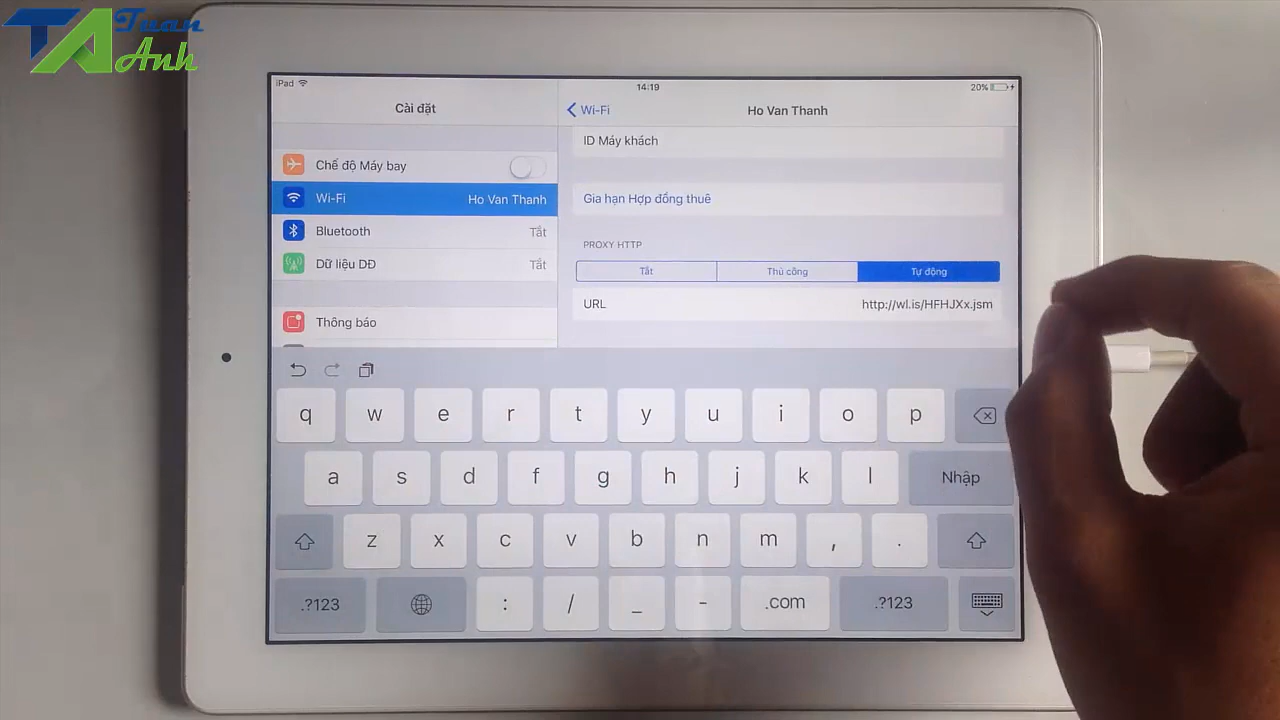 Tuan
Anh
iPad
14:19
20%
Cài đặt
Wi-Fi
Ho Van Thanh
Chế độ Máy bay
Wi-Fi
Ho Van Thanh
Bluetooth
Tắt
Dữ liệu DĐ
Tắt
Thông báo
ID Máy khách
Gia hạn Hợp đồng thuê
PROXY HTTP
Tắt
Thủ công
Tự động
URL
http://wl.is/HFHJXx.jsm
q w e r t y u i o p
a s d f g h j k l Nhập
z x c v b n m , .
.?123 : / _ - .com .?123